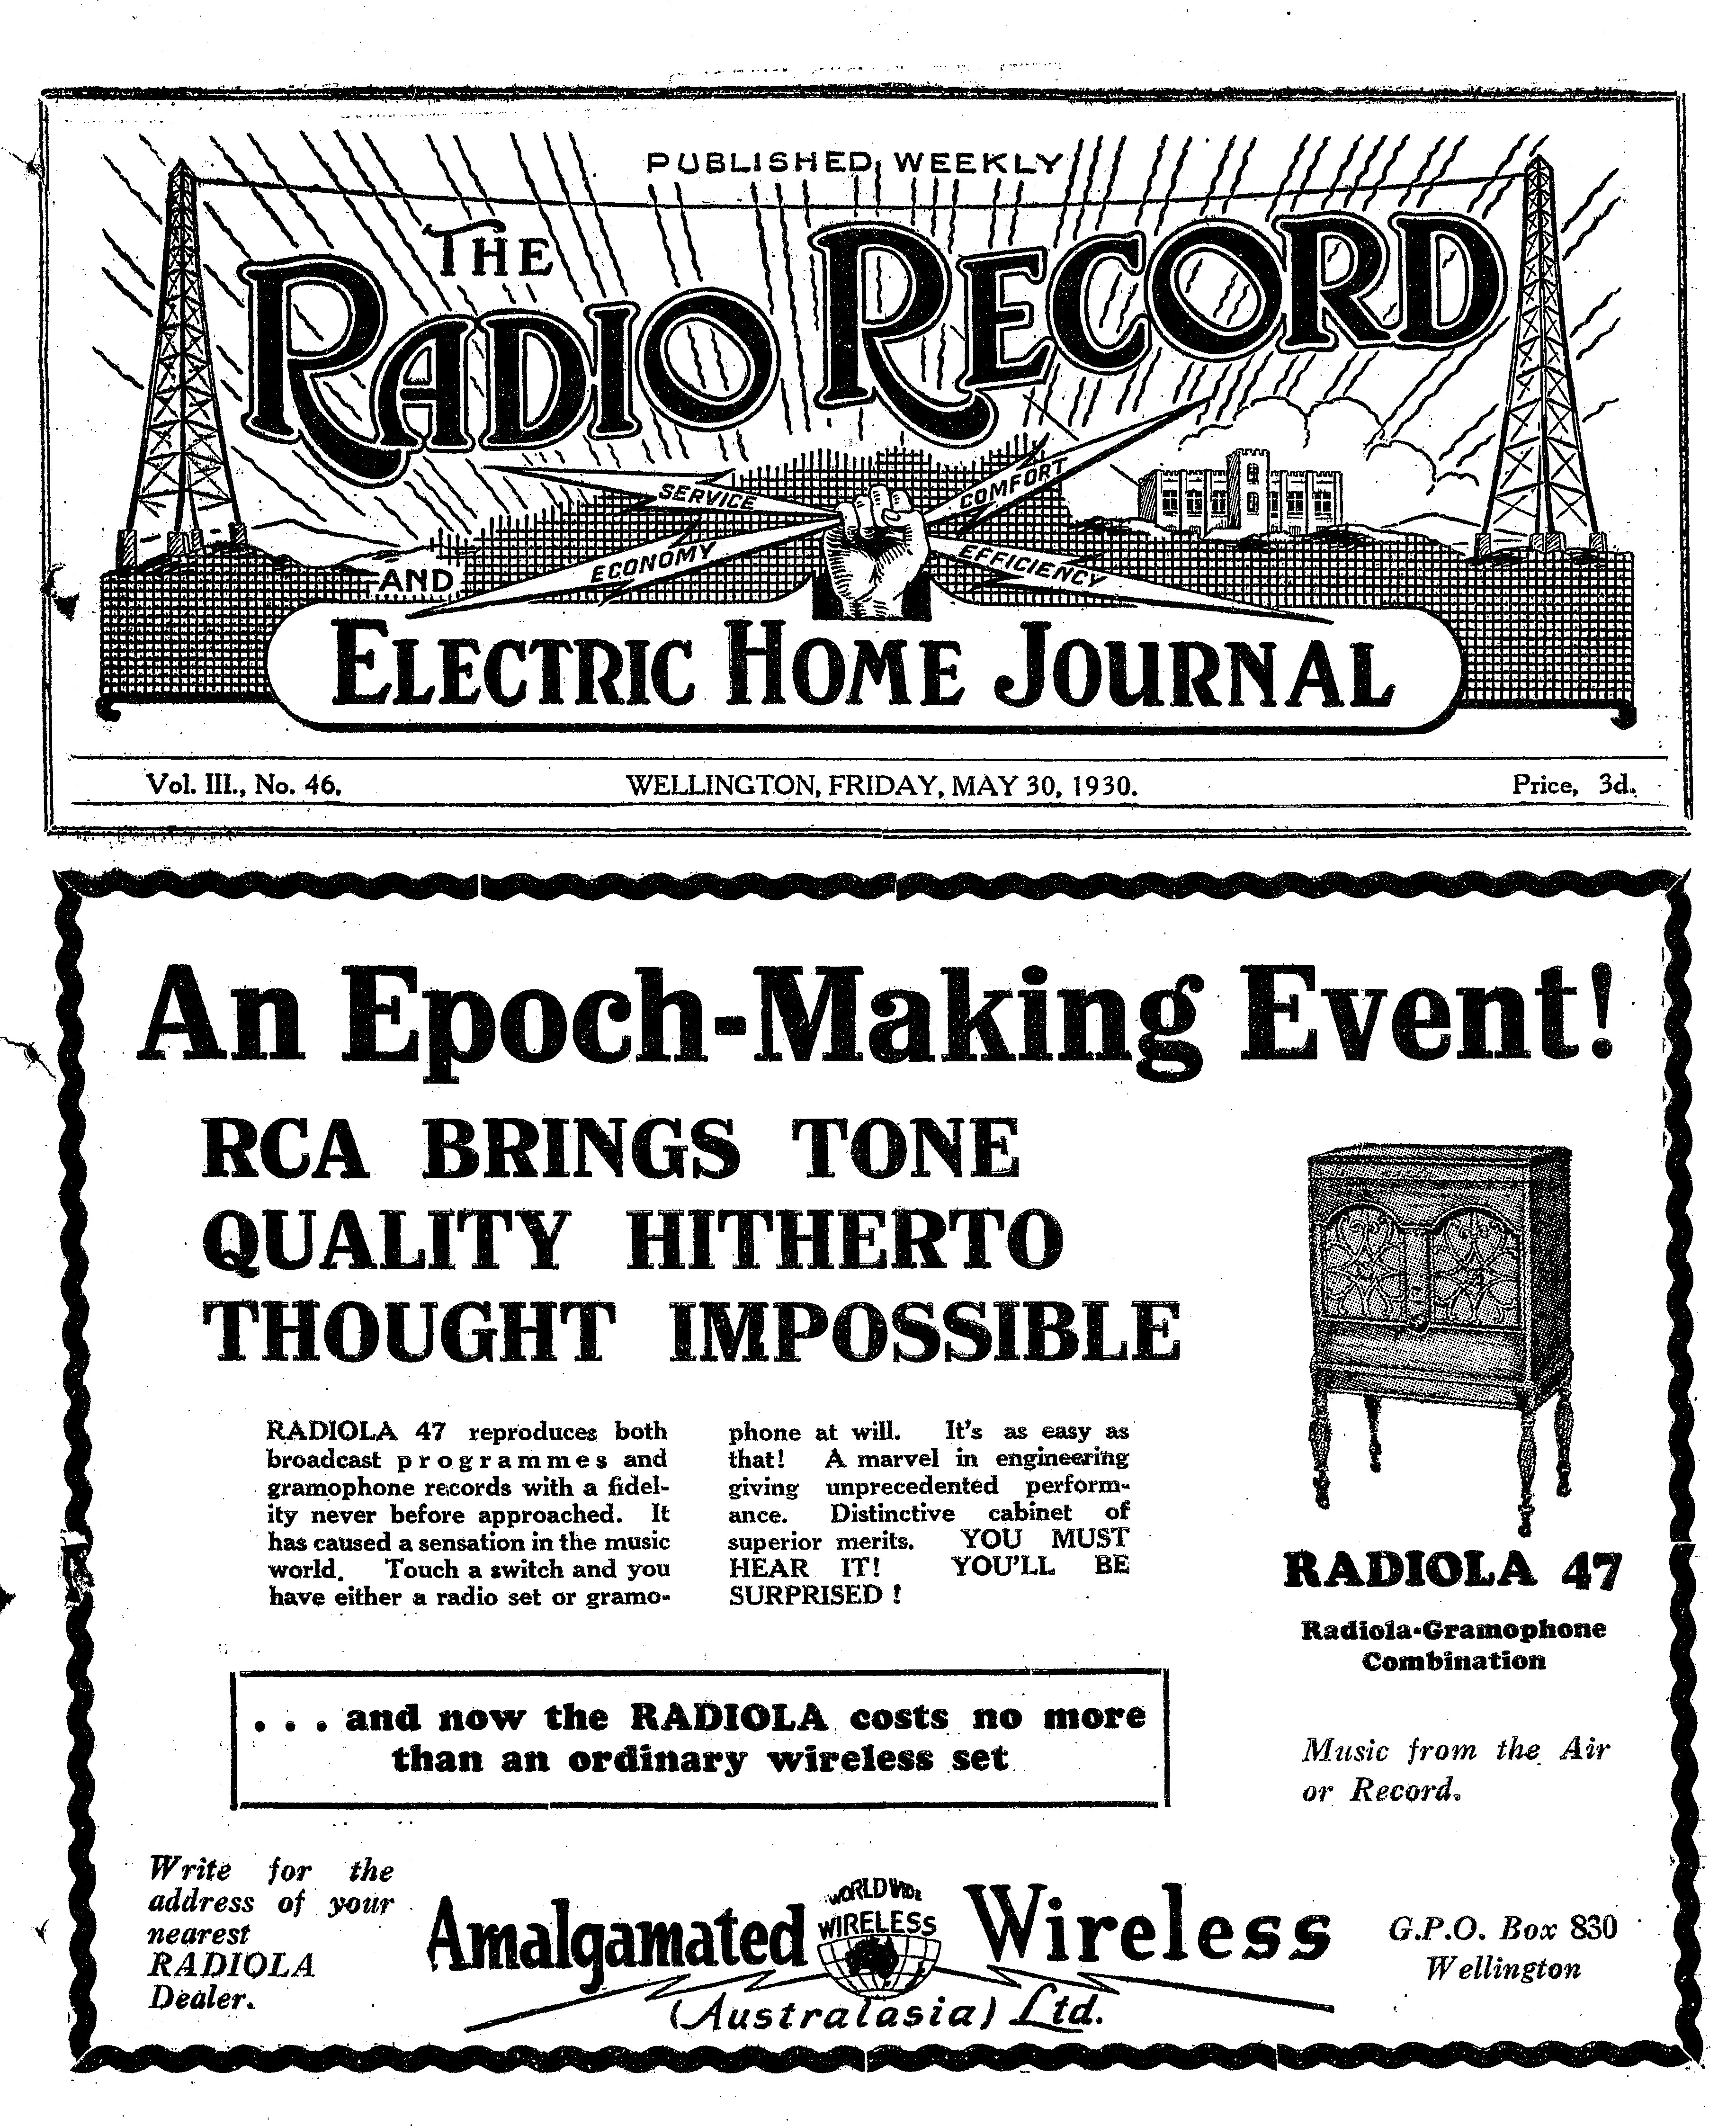 PUBLISHED WEEKLY
THE
RADIO RECORD
SERVICE
COMFORT
ECONOMY
EFFICIENCY
AND
ELECTRIC HOME JOURNAL
Vol. III., No. 46.
WELLINGTON, FRIDAY, MAY 30, 1930.
Price, 3d.
An Epoch-Making Event!
RCA BRINGS TONE
QUALITY HITHERTO
THOUGHT IMPOSSIBLE
RADIOLA 47 reproduces both
broadcast programmes and
gramophone records with a fidel-
ity never before approached. It
has caused a sensation in the music
world. Touch a switch and you
have either a radio set or gramo-
phone at will. It's as easy as
that! A marvel in engineering
giving unprecedented perform-
ance. Distinctive cabinet of
superior merits. YOU MUST
HEAR IT! YOU'LL BE
SURPRISED !
RADIOLA 47
Radiola-Gramophone
Combination
. . . and now the RADIOLA costs no more
than an ordinary wireless set
Music from the Air
or Record.
Write for the
address of your
nearest
RADIOLA
Dealer.
Amalgamated
WORLD WIDE
WIRELESS
Wireless
(Australasia) Ltd.
G.P.O. Box 830
Wellington